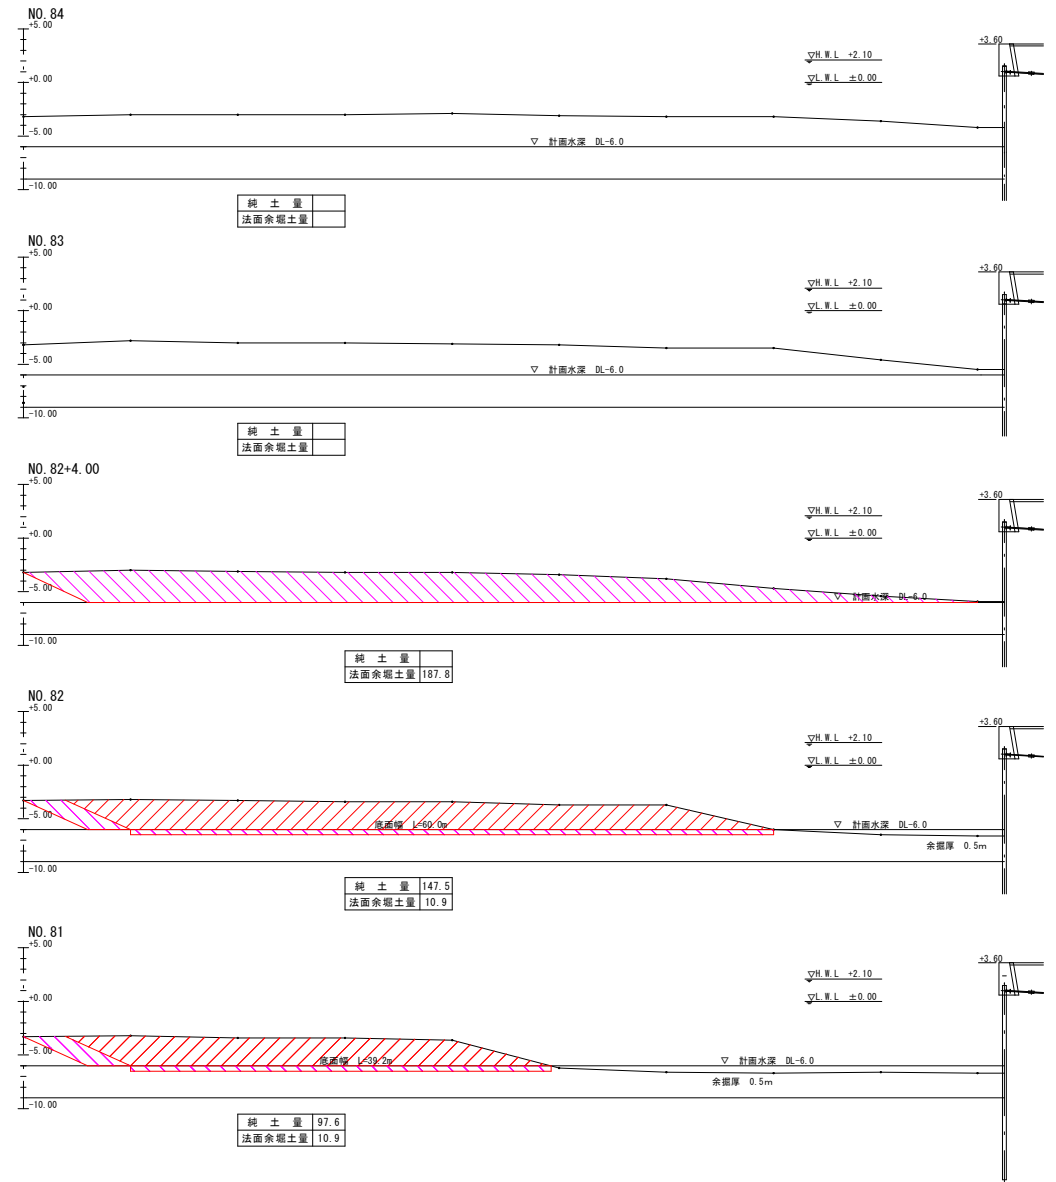 NO.84
+5.00
+3.60
▽H.W.L +2.10
+0.00
▽L.W.L ±0.00
-5.00
▽ 計画水深 DL-6.0
-10.00
純 土 量
法面余堀土量
NO.83
+5.00
+3.60
▽H.W.L +2.10
+0.00
▽L.W.L ±0.00
-5.00
▽ 計画水深 DL-6.0
-10.00
純 土 量
法面余堀土量
NO.82+4.00
+5.00
+3.60
▽H.W.L +2.10
+0.00
▽L.W.L ±0.00
-5.00
▽ 計画水深 DL-6.0
-10.00
純 土 量
法面余堀土量 187.8
NO.82
+5.00
+3.60
▽H.W.L +2.10
+0.00
▽L.W.L ±0.00
-5.00
底面幅 L=60.0m ▽ 計画水深 DL-6.0
余掘厚 0.5m
-10.00
純 土 量 147.5
法面余堀土量 10.9
NO.81
+5.00
+3.60
▽H.W.L +2.10
+0.00
▽L.W.L ±0.00
-5.00
底面幅 L=39.2m ▽ 計画水深 DL-6.0
余掘厚 0.5m
-10.00
純 土 量 97.6
法面余堀土量 10.9